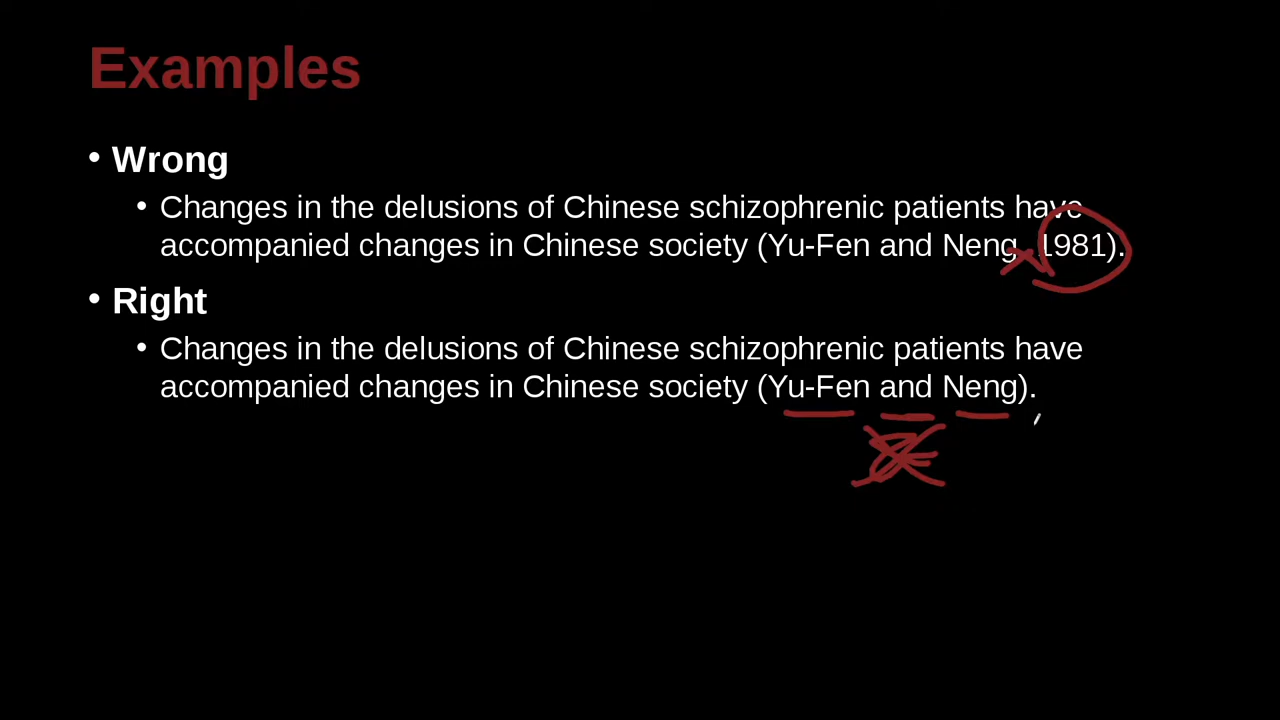 Examples
• Wrong
• Changes in the delusions of Chinese schizophrenic patients have
accompanied changes in Chinese society (Yu-Fen and Neng, 1981).
• Right
• Changes in the delusions of Chinese schizophrenic patients have
accompanied changes in Chinese society (Yu-Fen and Neng).